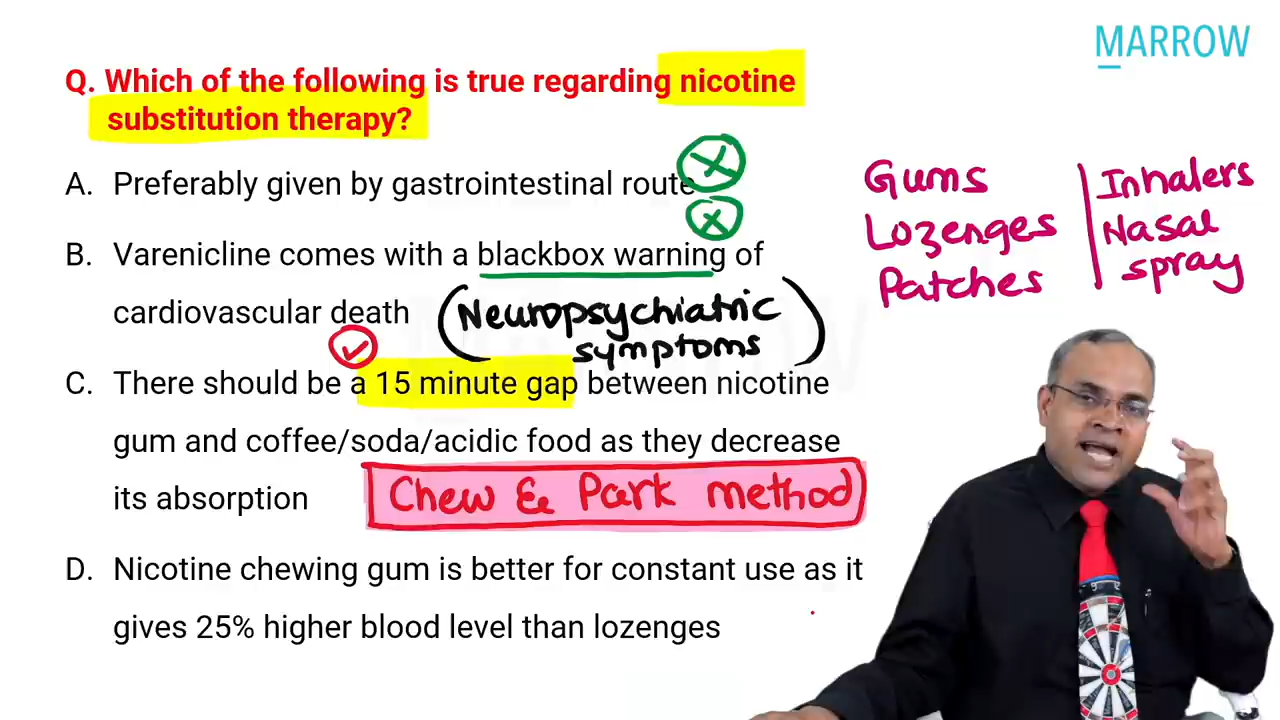 MARROW
Q. Which of the following is true regarding nicotine
substitution therapy?
A. Preferably given by gastrointestinal route
B. Varenicline comes with a blackbox warning of
cardiovascular death
(Neuropsychiatric
symptoms)
C. There should be a 15 minute gap between nicotine
gum and coffee/soda/acidic food as they decrease
its absorption
Chew & Park method
D. Nicotine chewing gum is better for constant use as it
gives 25% higher blood level than lozenges
Gums
Lozenges
Patches
Inhalers
Nasal
spray